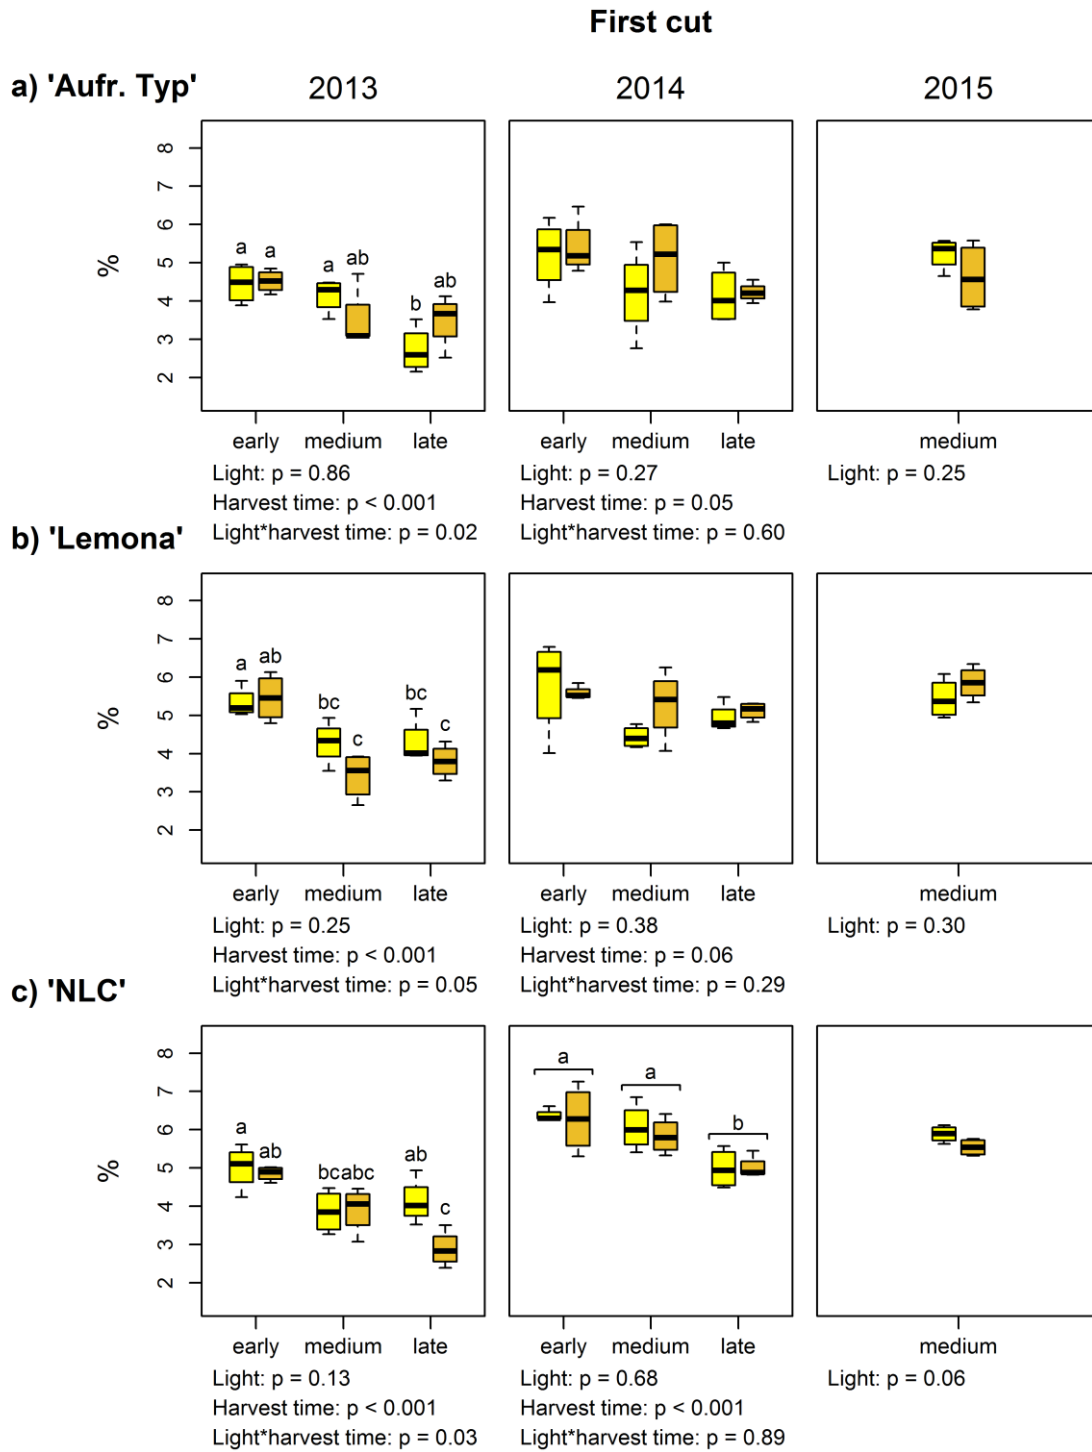 First cut
a) 'Aufr. Typ' 2013 2014 2015
8
7
6
5
4
3
2
%
a a a ab b ab
early medium late early medium late medium
Light: p = 0.86 Light: p = 0.27 Light: p = 0.25
Harvest time: p < 0.001 Harvest time: p = 0.05
Light*harvest time: p = 0.02 Light*harvest time: p = 0.60
b) 'Lemona'
8
7
6
5
4
3
2
%
a ab bc c bc c
early medium late early medium late medium
Light: p = 0.25 Light: p = 0.38 Light: p = 0.30
Harvest time: p < 0.001 Harvest time: p = 0.06
Light*harvest time: p = 0.05 Light*harvest time: p = 0.29
c) 'NLC'
8
7
6
5
4
3
2
%
a ab bc abc ab c a a b
early medium late early medium late medium
Light: p = 0.13 Light: p = 0.68 Light: p = 0.06
Harvest time: p < 0.001 Harvest time: p < 0.001
Light*harvest time: p = 0.03 Light*harvest time: p = 0.89